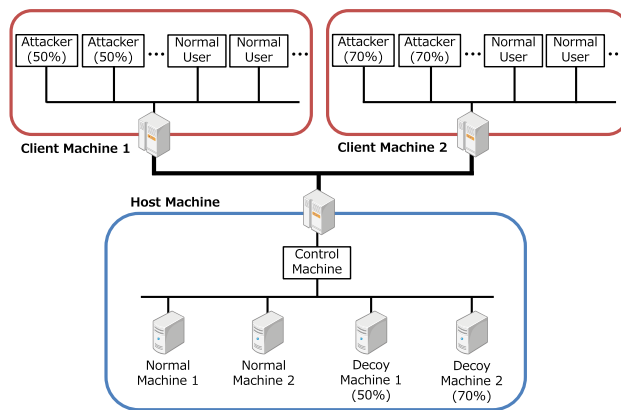 Attacker (50%)
Attacker (50%)
...
Normal User
Normal User
...
Client Machine 1
Attacker (70%)
Attacker (70%)
...
Normal User
Normal User
...
Client Machine 2
Host Machine
Control Machine
Normal Machine 1
Normal Machine 2
Decoy Machine 1 (50%)
Decoy Machine 2 (70%)